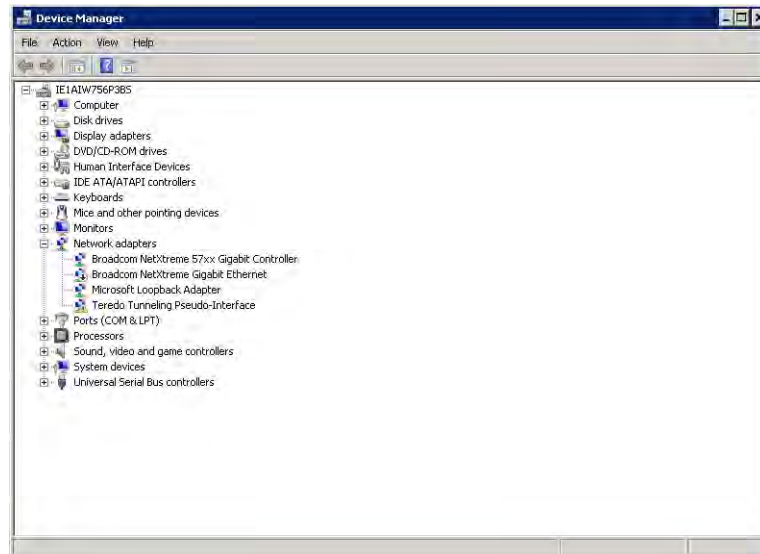 Device Manager
File Action View Help
IE1AIW756P3BS
Computer
Disk drives
Display adapters
DVD/CD-ROM drives
Human Interface Devices
IDE ATA/ATAPI controllers
Keyboards
Mice and other pointing devices
Monitors
Network adapters
Broadcom NetXtreme 57xx Gigabit Controller
Broadcom NetXtreme Gigabit Ethernet
Microsoft Loopback Adapter
Teredo Tunneling Pseudo-Interface
Ports (COM & LPT)
Processors
Sound, video and game controllers
System devices
Universal Serial Bus controllers